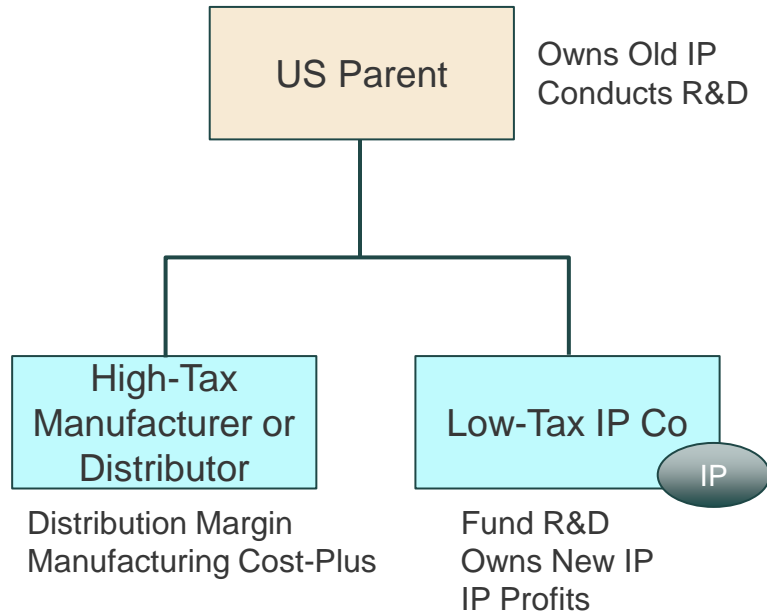 US Parent
Owns Old IP
Conducts R&D
High-Tax
Manufacturer or
Distributor
Low-Tax IP Co
IP
Distribution Margin
Manufacturing Cost-Plus
Fund R&D
Owns New IP
IP Profits